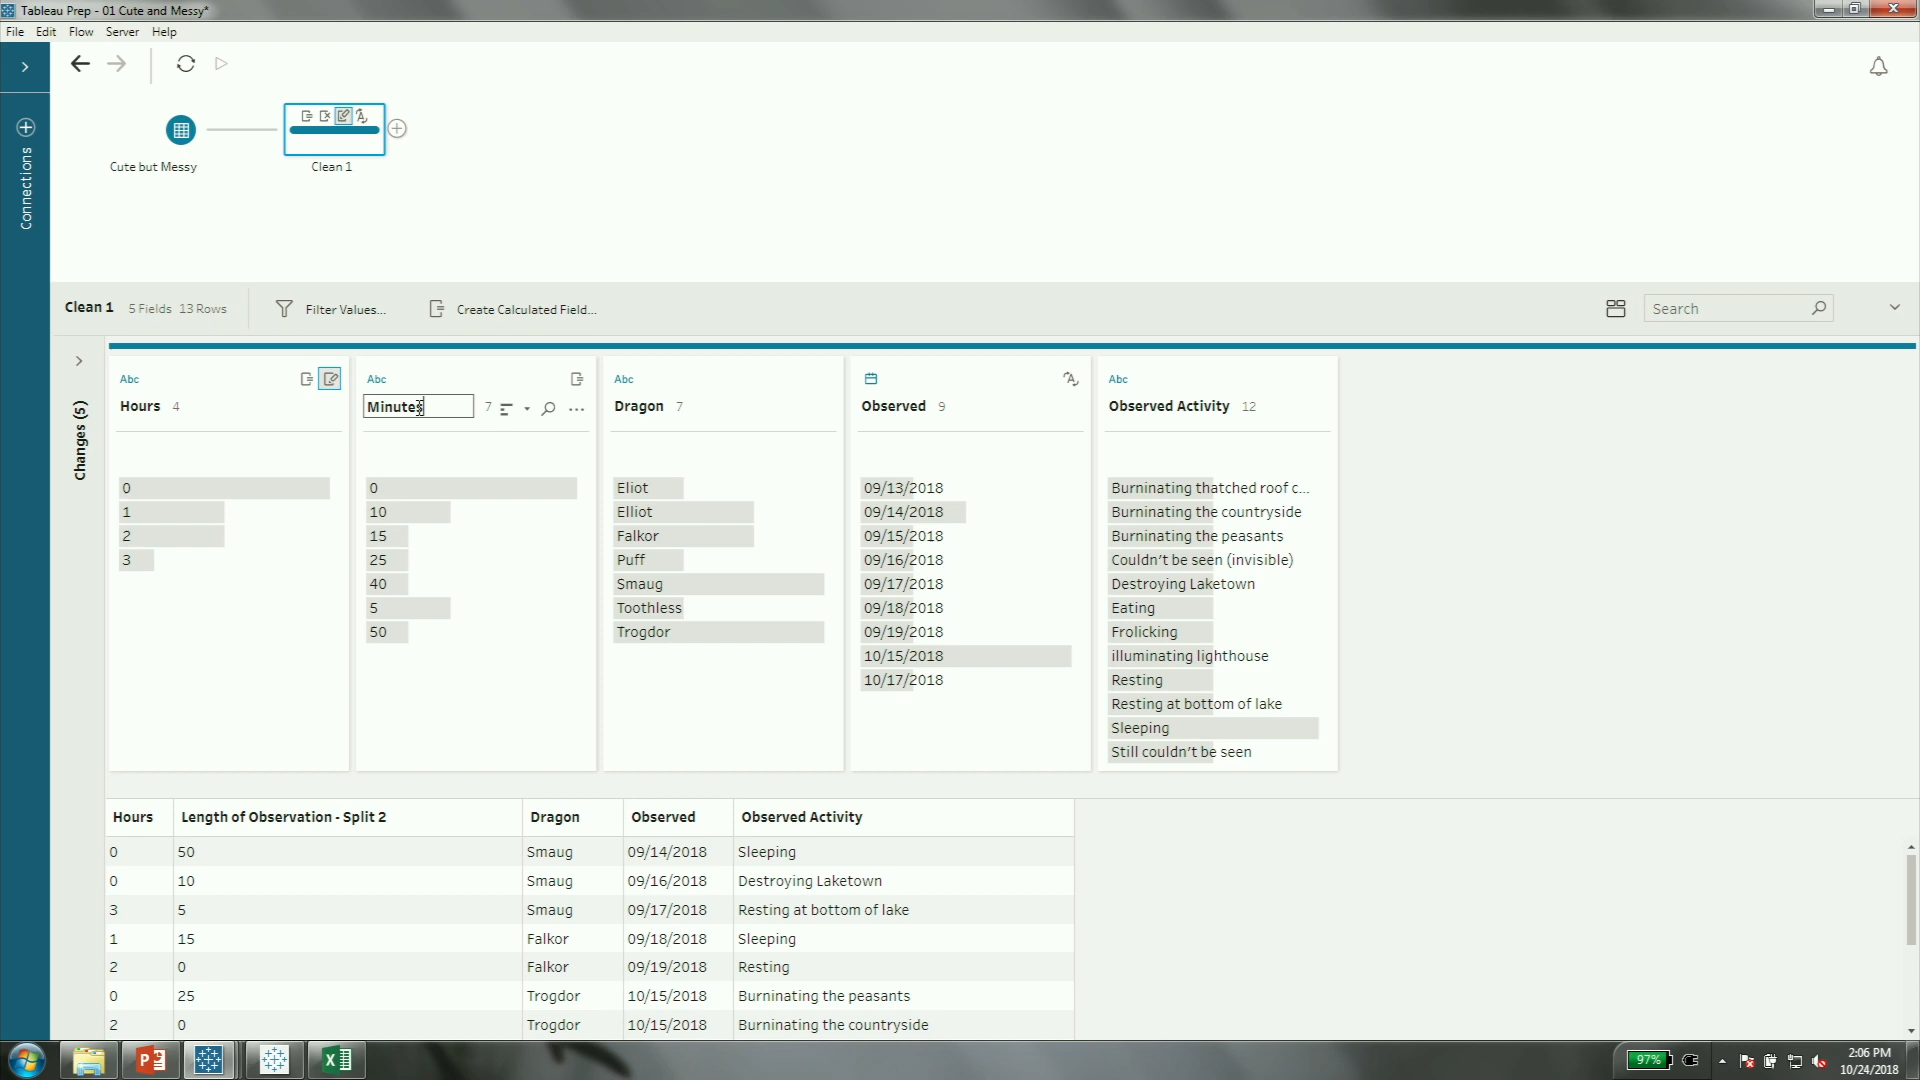 Tableau Prep - 01 Cute and Messy*
File Edit Flow Server Help
Connections
Cute but Messy
Clean 1
Clean 1 5 Fields 13 Rows Filter Values... Create Calculated Field... Search
Changes (5)
Abc Abc Abc Abc
Hours 4 Minutes 7 Dragon 7 Observed 9 Observed Activity 12
0 0 Eliot 09/13/2018 Burninating thatched roof c...
1 10 Elliot 09/14/2018 Burninating the countryside
2 15 Falkor 09/15/2018 Burninating the peasants
3 25 Puff 09/16/2018 Couldn't be seen (invisible)
40 Smaug 09/17/2018 Destroying Laketown
5 Toothless 09/18/2018 Eating
50 Trogdor 09/19/2018 Frolicking
10/15/2018 illuminating lighthouse
10/17/2018 Resting
Resting at bottom of lake
Sleeping
Still couldn't be seen
Hours Length of Observation - Split 2 Dragon Observed Observed Activity
0 50 Smaug 09/14/2018 Sleeping
0 10 Smaug 09/16/2018 Destroying Laketown
3 5 Smaug 09/17/2018 Resting at bottom of lake
1 15 Falkor 09/18/2018 Sleeping
2 0 Falkor 09/19/2018 Resting
0 25 Trogdor 10/15/2018 Burninating the peasants
2 0 Trogdor 10/15/2018 Burninating the countryside
97% 2:06 PM
10/24/2018